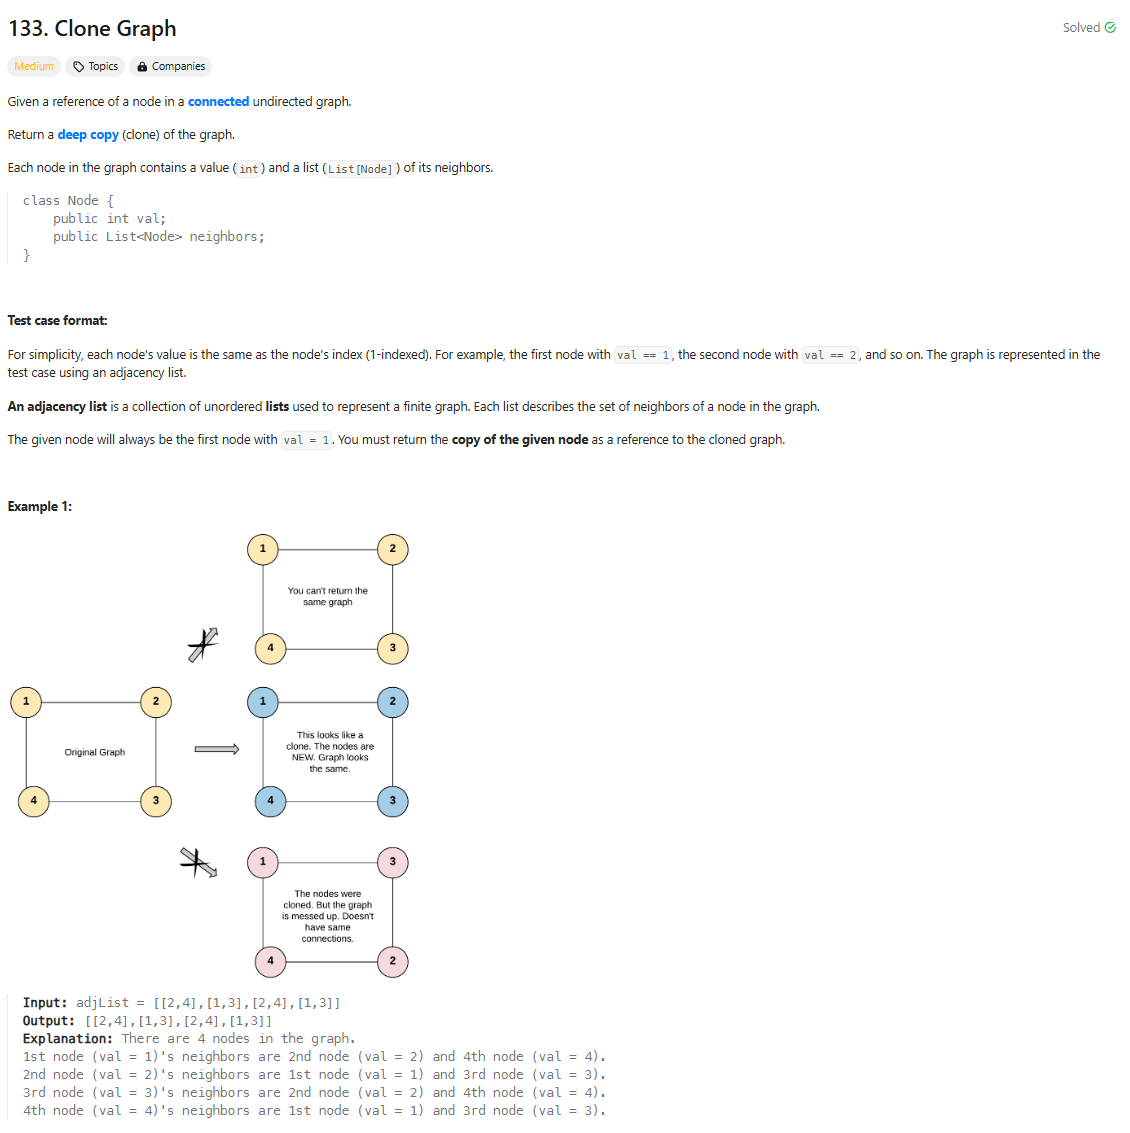 133. Clone Graph
Solved
Medium Topics Companies
Given a reference of a node in a connected undirected graph.
Return a deep copy (clone) of the graph.
Each node in the graph contains a value (int) and a list (List[Node]) of its neighbors.
class Node {
public int val;
public List<Node> neighbors;
}
Test case format:
For simplicity, each node's value is the same as the node's index (1-indexed). For example, the first node with val == 1, the second node with val == 2, and so on. The graph is represented in the
test case using an adjacency list.
An adjacency list is a collection of unordered lists used to represent a finite graph. Each list describes the set of neighbors of a node in the graph.
The given node will always be the first node with val = 1. You must return the copy of the given node as a reference to the cloned graph.
Example 1:
1
2
You can't return the
same graph
4
3
1
2
Original Graph
4
3
1
2
This looks like a
clone. The nodes are
NEW. Graph looks
the same.
4
3
1
3
The nodes were
cloned. But the graph
is messed up. Doesn't
have same
connections.
4
2
Input: adjList = [[2,4],[1,3],[2,4],[1,3]]
Output: [[2,4],[1,3],[2,4],[1,3]]
Explanation: There are 4 nodes in the graph.
1st node (val = 1)'s neighbors are 2nd node (val = 2) and 4th node (val = 4).
2nd node (val = 2)'s neighbors are 1st node (val = 1) and 3rd node (val = 3).
3rd node (val = 3)'s neighbors are 2nd node (val = 2) and 4th node (val = 4).
4th node (val = 4)'s neighbors are 1st node (val = 1) and 3rd node (val = 3).